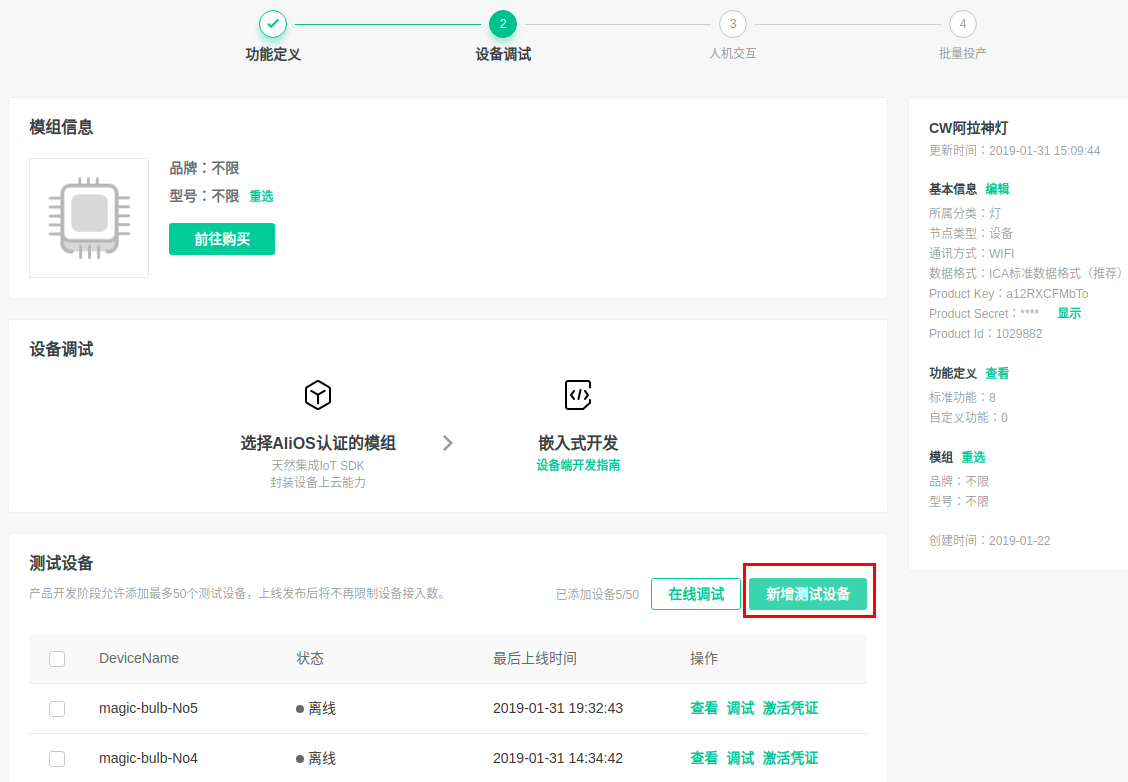 2
3
4
功能定义
设备调试
人机交互
批量投产
模组信息
品牌：不限
型号：不限 重选
前往购买
设备调试
选择AliOS认证的模组
天然集成IoT SDK
封装设备上云能力
嵌入式开发
设备端开发指南
测试设备
产品开发阶段允许添加最多50个测试设备，上线发布后将不再限制设备接入数。
已添加设备5/50
在线调试
新增测试设备
DeviceName 状态 最后上线时间 操作
magic-bulb-No5 离线 2019-01-31 19:32:43 查看 调试 激活凭证
magic-bulb-No4 离线 2019-01-31 14:34:42 查看 调试 激活凭证
CW阿拉神灯
更新时间：2019-01-31 15:09:44
基本信息 编辑
所属分类：灯
节点类型：设备
通讯方式：WIFI
数据格式：ICA标准数据格式（推荐）
Product Key：a12RXCFMbTo
Product Secret：**** 显示
Product Id：1029882
功能定义 查看
标准功能：8
自定义功能：0
模组 重选
品牌：不限
型号：不限
创建时间：2019-01-22